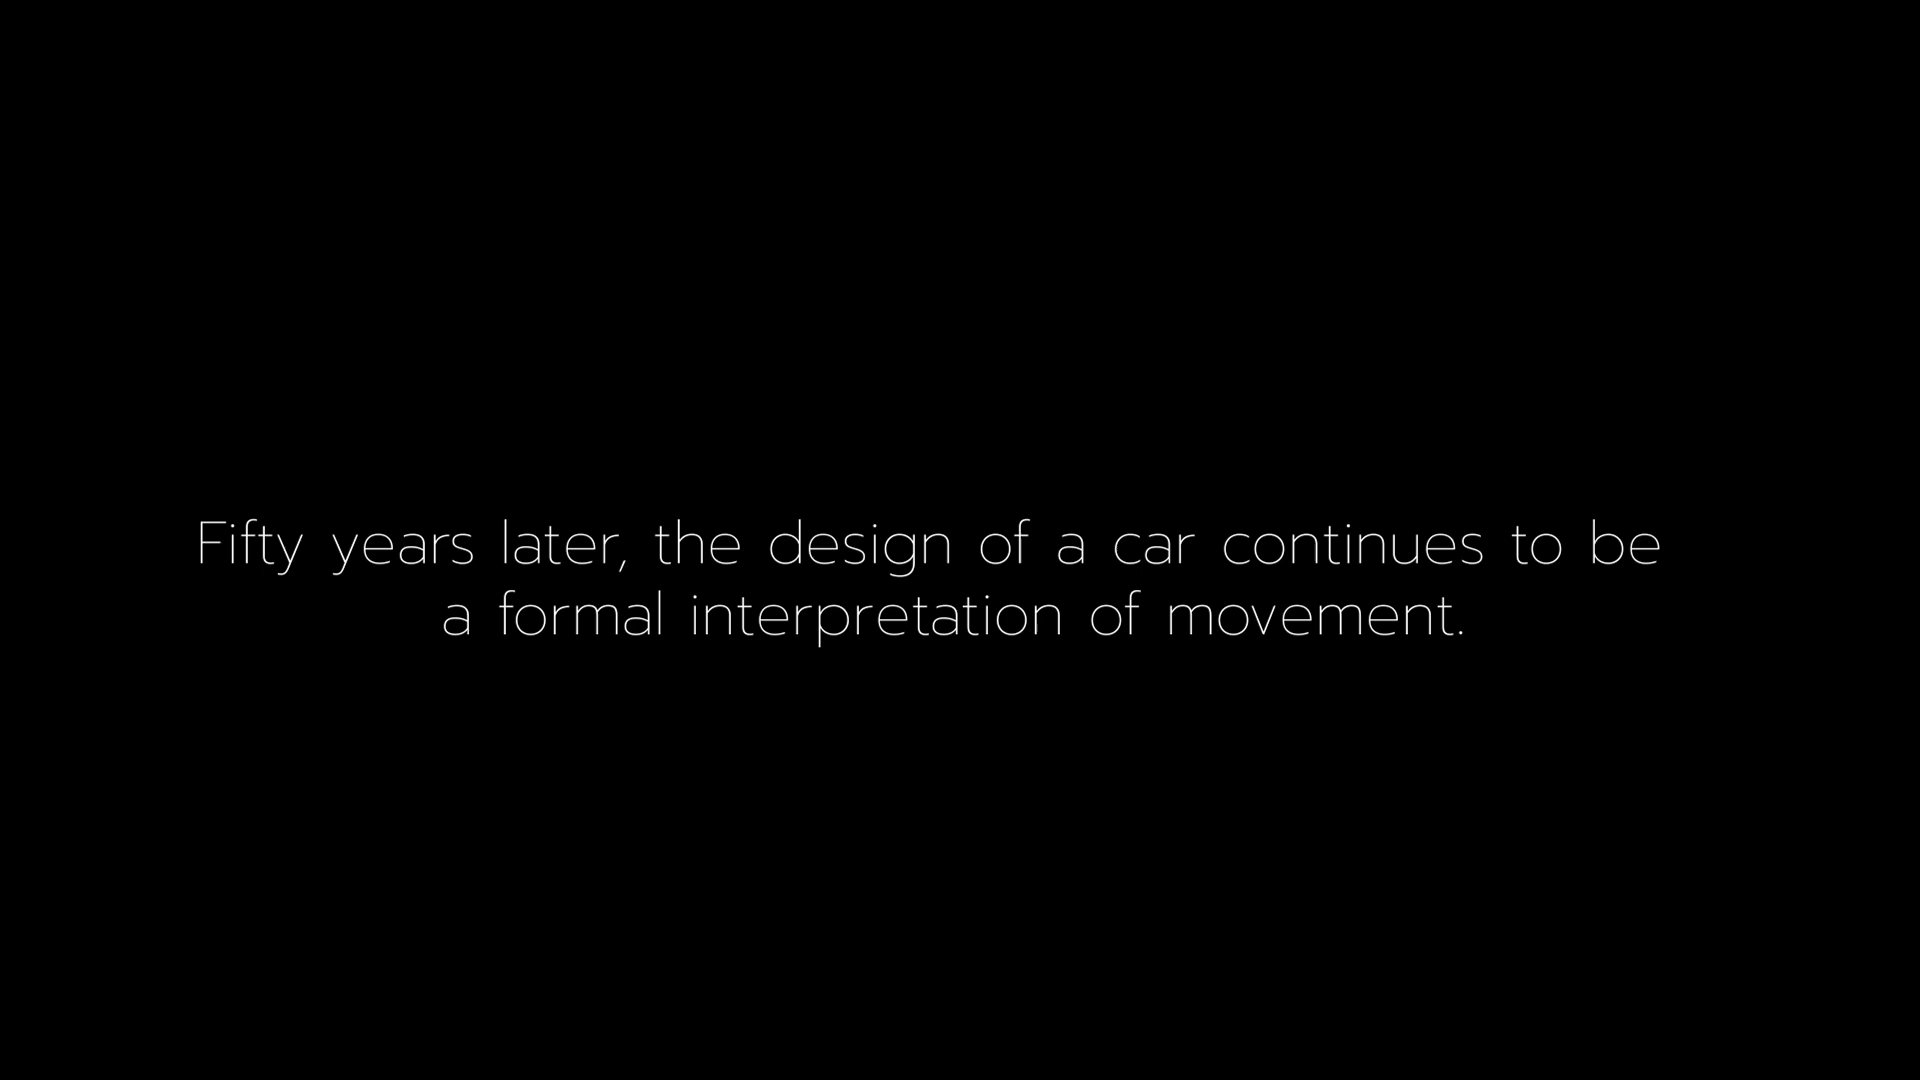 Fifty years later, the design of a car continues to be
a formal interpretation of movement.